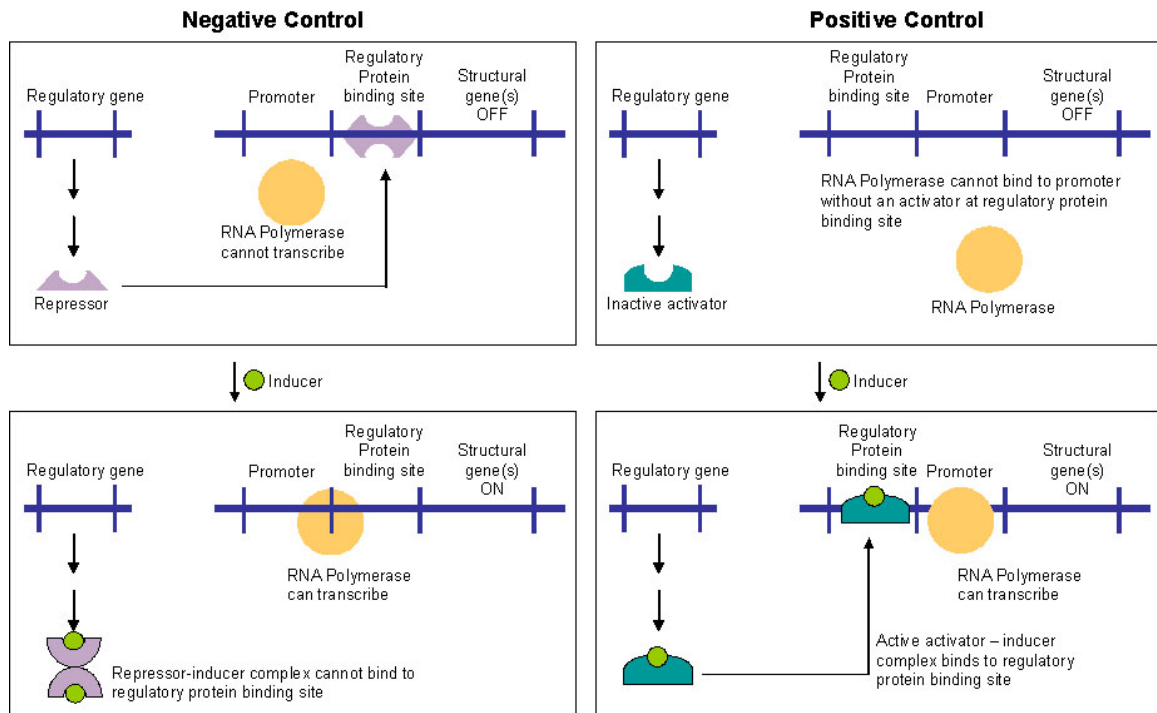 Negative Control
Regulatory gene
Promoter
Regulatory
Protein
binding site
Structural
gene(s)
OFF
RNA Polymerase
cannot transcribe
Repressor
Positive Control
Regulatory gene
Regulatory
Protein
binding site
Promoter
Structural
gene(s)
OFF
RNA Polymerase cannot bind to promoter
without an activator at regulatory protein
binding site
Inactive activator
RNA Polymerase
Inducer
Inducer
Regulatory gene
Promoter
Regulatory
Protein
binding site
Structural
gene(s)
ON
RNA Polymerase
can transcribe
Repressor-inducer complex cannot bind to
regulatory protein binding site
Regulatory gene
Regulatory
Protein
binding site
Promoter
Structural
gene(s)
ON
RNA Polymerase
can transcribe
Active activator – inducer
complex binds to regulatory
protein binding site